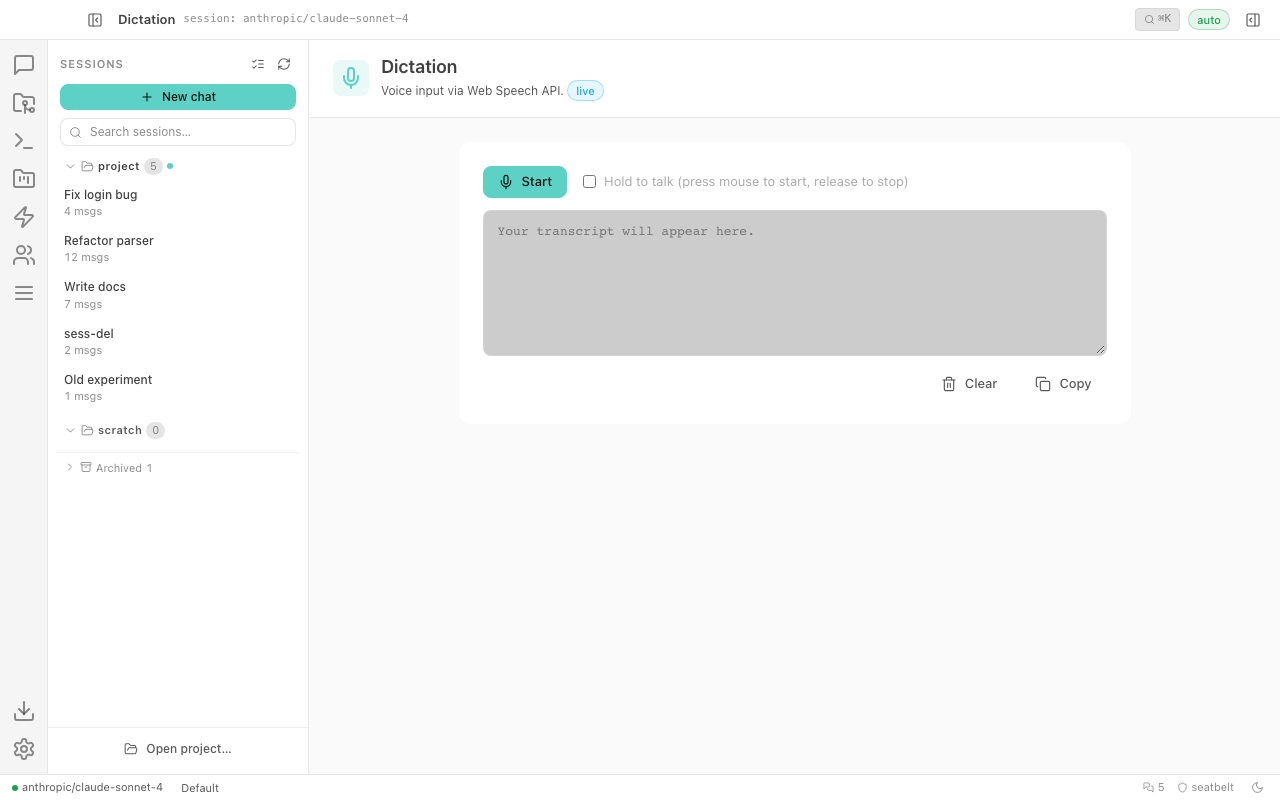 Dictation session: anthropic/claude-sonnet-4
⌘K
auto
SESSIONS
New chat
Search sessions...
project 5
Fix login bug
4 msgs
Refactor parser
12 msgs
Write docs
7 msgs
sess-del
2 msgs
Old experiment
1 msgs
scratch 0
Archived 1
Open project...
Dictation
Voice input via Web Speech API. live
Start
Hold to talk (press mouse to start, release to stop)
Your transcript will appear here.
Clear
Copy
anthropic/claude-sonnet-4 Default
5 seatbelt